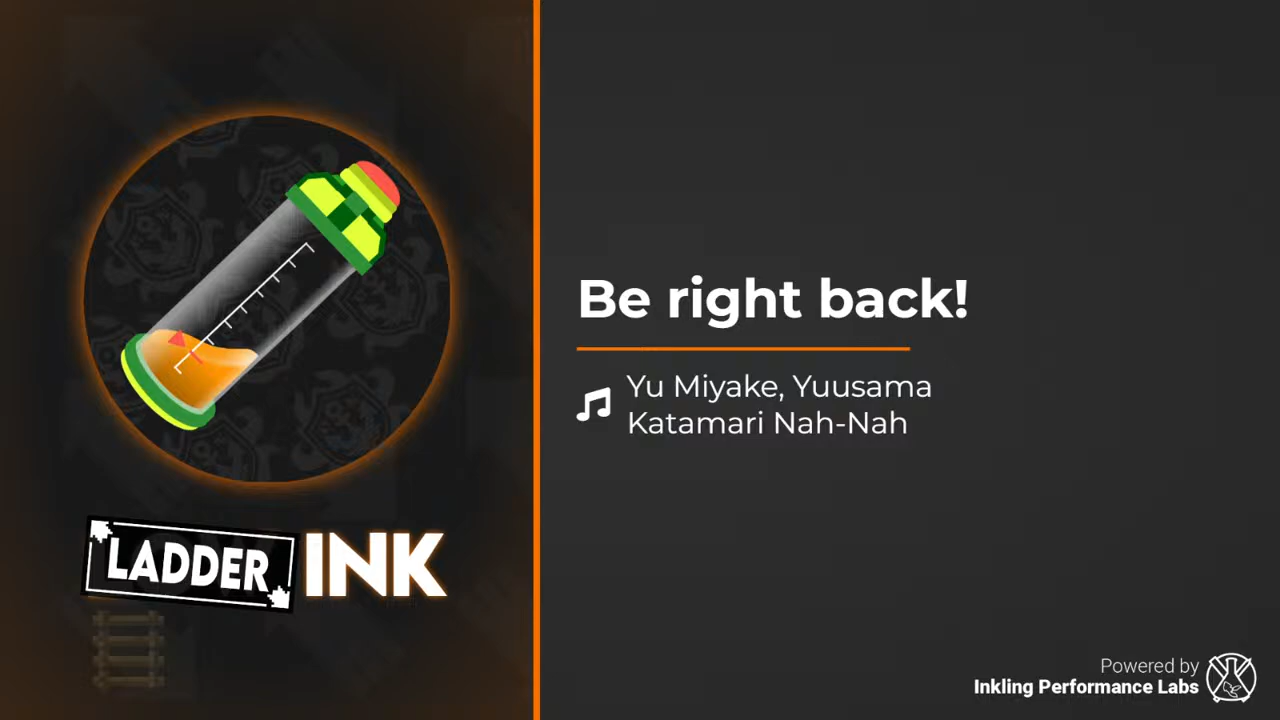 LADDER INK
Be right back!
Yu Miyake, Yuusama
Katamari Nah-Nah
Powered by
Inkling Performance Labs